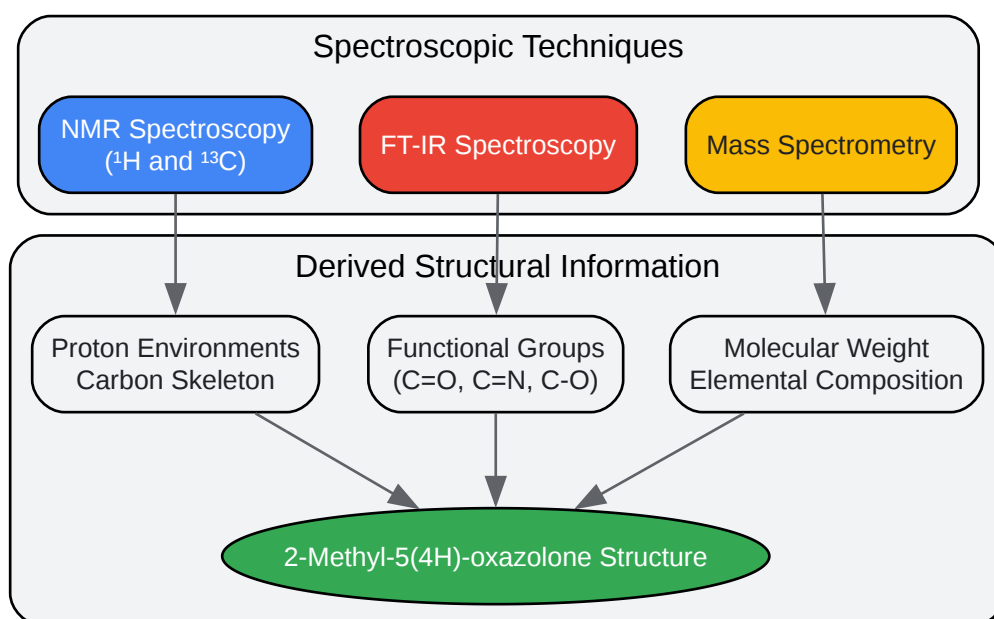 Spectroscopic Techniques
NMR Spectroscopy
(¹H and ¹³C)
FT-IR Spectroscopy
Mass Spectrometry
Derived Structural Information
Proton Environments
Carbon Skeleton
Functional Groups
(C=O, C=N, C-O)
Molecular Weight
Elemental Composition
2-Methyl-5(4H)-oxazolone Structure